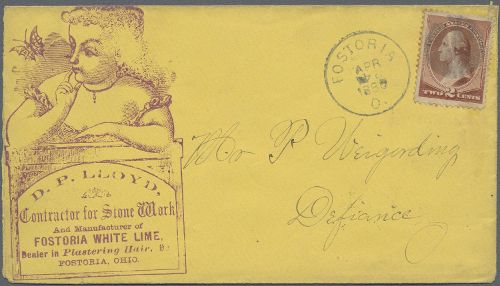 D. P. LLOYD,
Contractor for Stone Work
And Manufacturer of
FOSTORIA WHITE LIME,
Dealer in Plastering Hair,
FOSTORIA, OHIO.
FOSTORIA
APR
O.
TWO 2 CENTS
Mr P Weigerding
Defiance